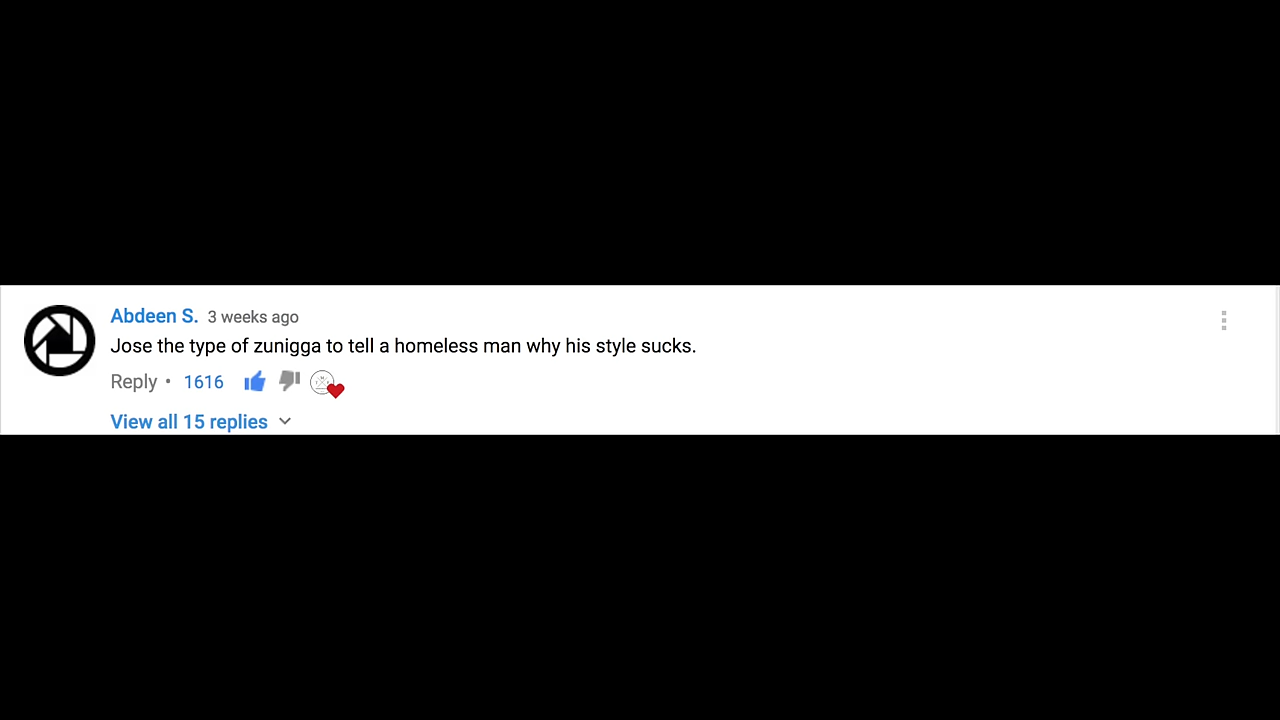 Abdeen S. 3 weeks ago
Jose the type of zunigga to tell a homeless man why his style sucks.
Reply • 1616
View all 15 replies